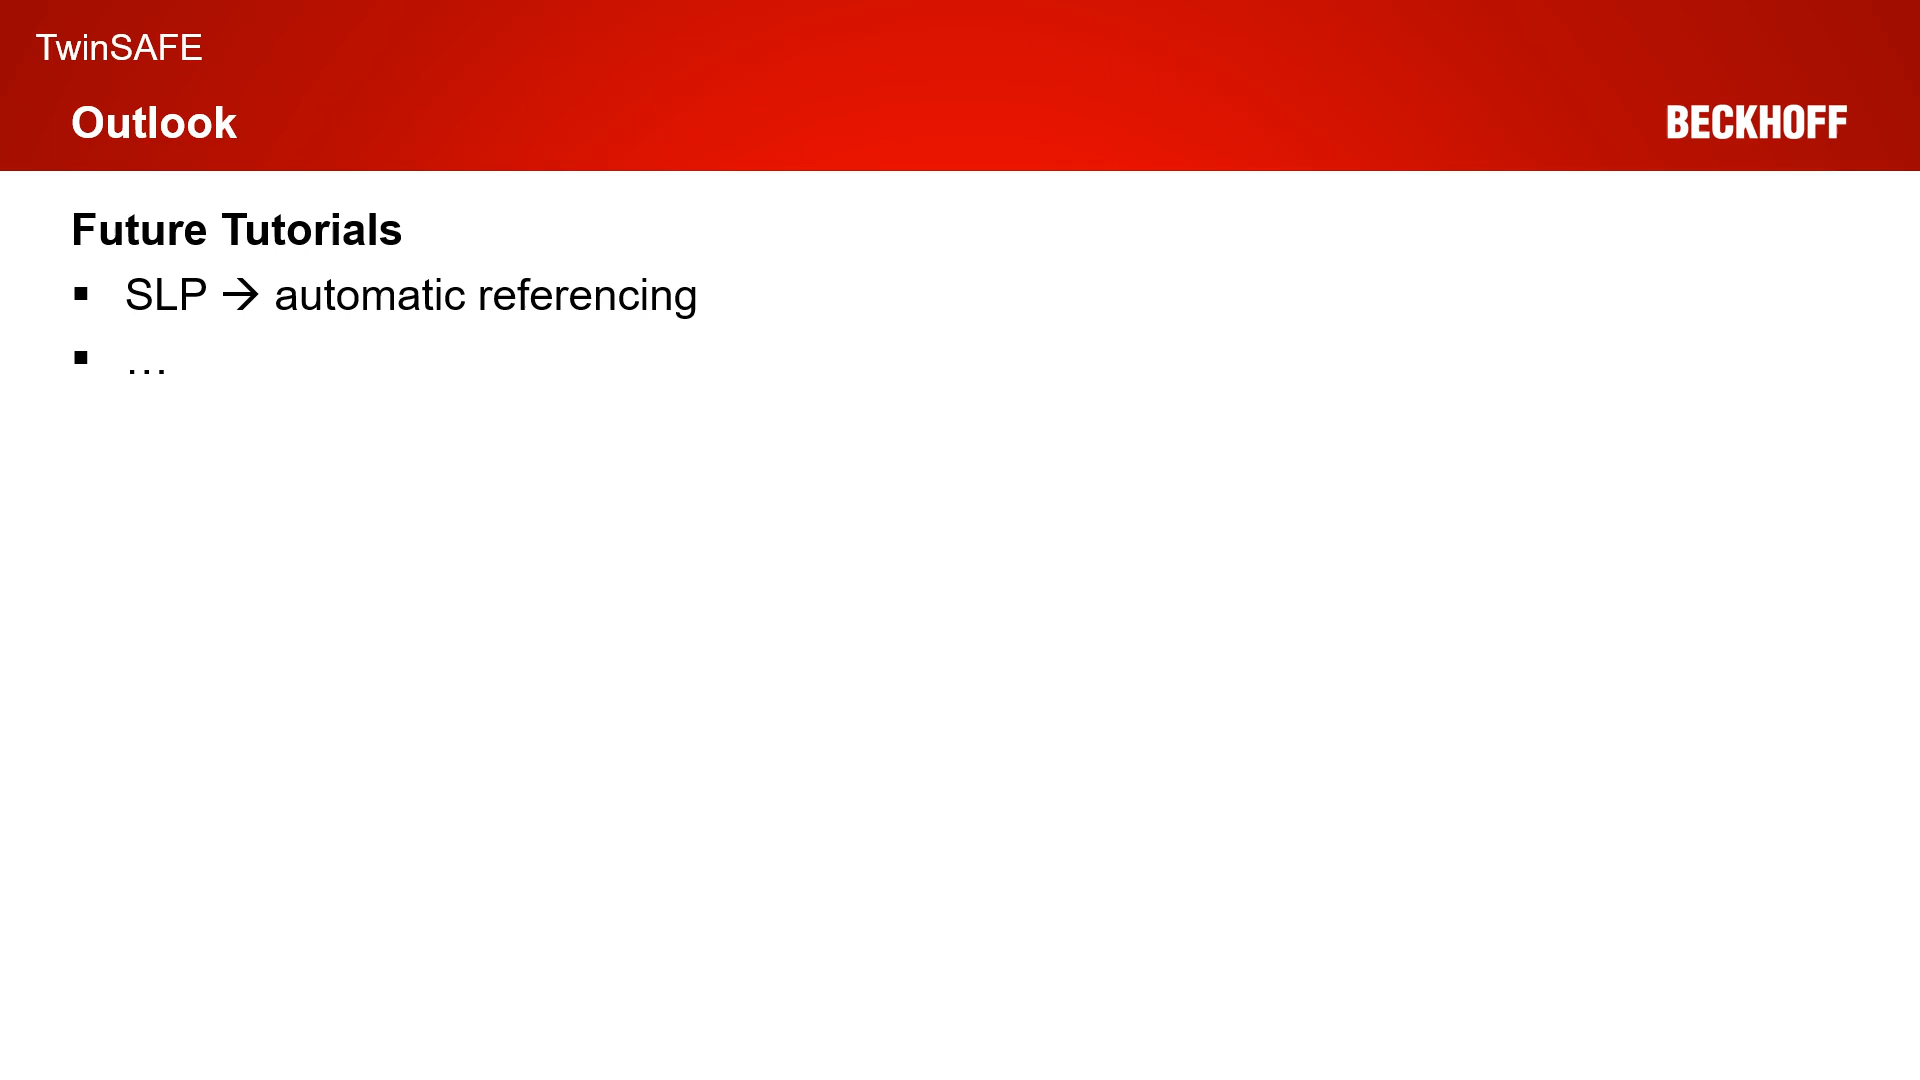 TwinSAFE
Outlook
BECKHOFF
Future Tutorials
▪ SLP → automatic referencing
▪ …